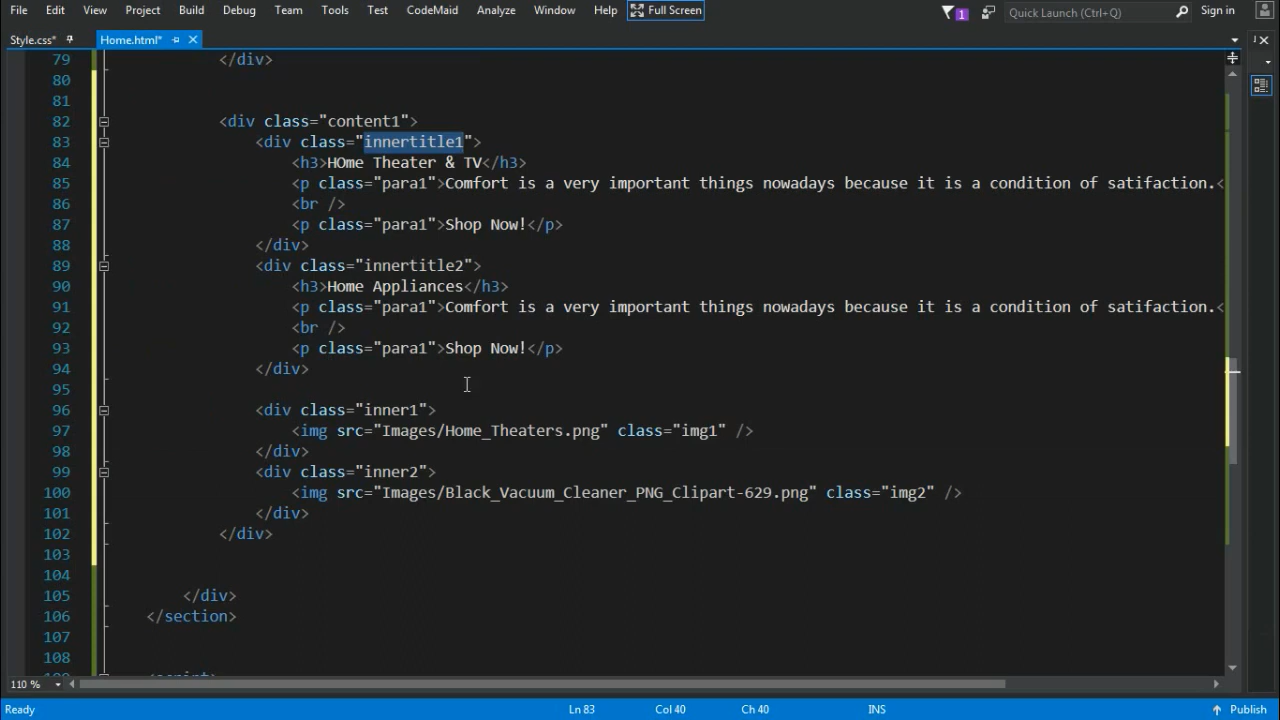 File Edit View Project Build Debug Team Tools Test CodeMaid Analyze Window Help Full Screen 1 Quick Launch (Ctrl+Q) Sign in
Style.css* Home.html*
79 </div>
80
81
82 <div class="content1">
83 <div class="innertitle1">
84 <h3>HOme Theater & TV</h3>
85 <p class="para1">Comfort is a very important things nowadays because it is a condition of satifaction.<
86 <br />
87 <p class="para1">Shop Now!</p>
88 </div>
89 <div class="innertitle2">
90 <h3>Home Appliances</h3>
91 <p class="para1">Comfort is a very important things nowadays because it is a condition of satifaction.<
92 <br />
93 <p class="para1">Shop Now!</p>
94 </div>
95
96 <div class="inner1">
97 <img src="Images/Home_Theaters.png" class="img1" />
98 </div>
99 <div class="inner2">
100 <img src="Images/Black_Vacuum_Cleaner_PNG_Clipart-629.png" class="img2" />
101 </div>
102 </div>
103
104
105 </div>
106 </section>
107
108
110 %
Ready Ln 83 Col 40 Ch 40 INS Publish